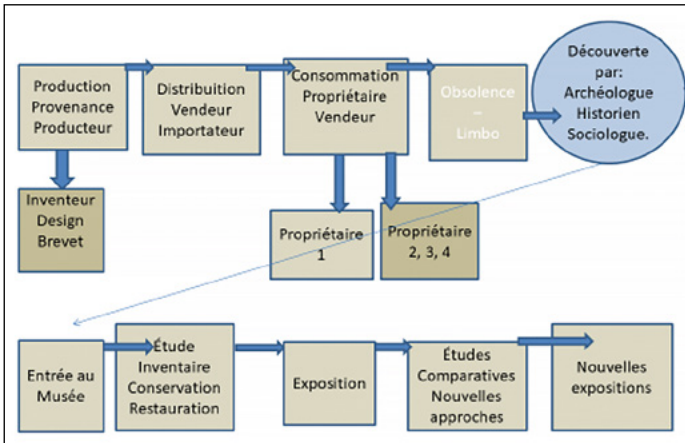 Production
Provenance
Producteur
Distribuition
Vendeur
Importateur
Consommation
Propriétaire
Vendeur
Obsolence
–
Limbo
Découverte
par:
Archéologue
Historien
Sociologue.
Inventeur
Design
Brevet
Propriétaire
1
Propriétaire
2, 3, 4
Entrée au
Musée
Étude
Inventaire
Conservation
Restauration
Exposition
Études
Comparatives
Nouvelles
approches
Nouvelles
expositions